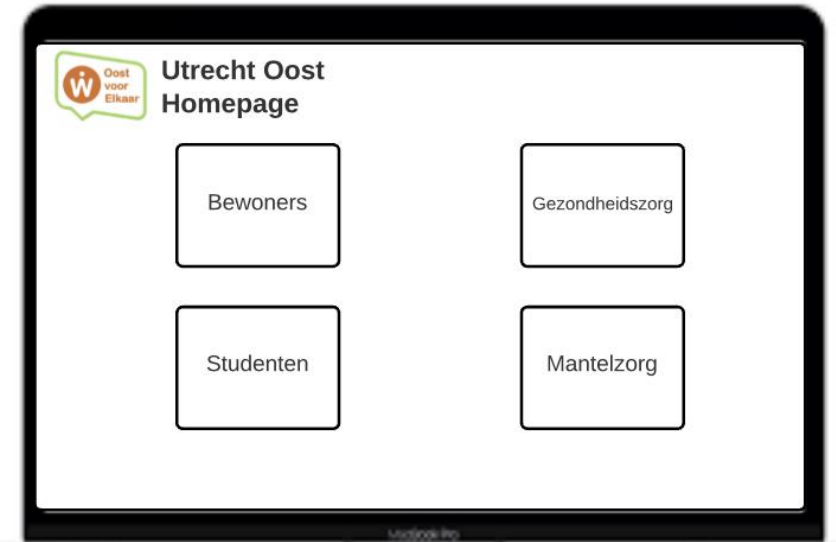 Oost
voor
Elkaar
Utrecht Oost
Homepage
Bewoners
Gezondheidszorg
Studenten
Mantelzorg